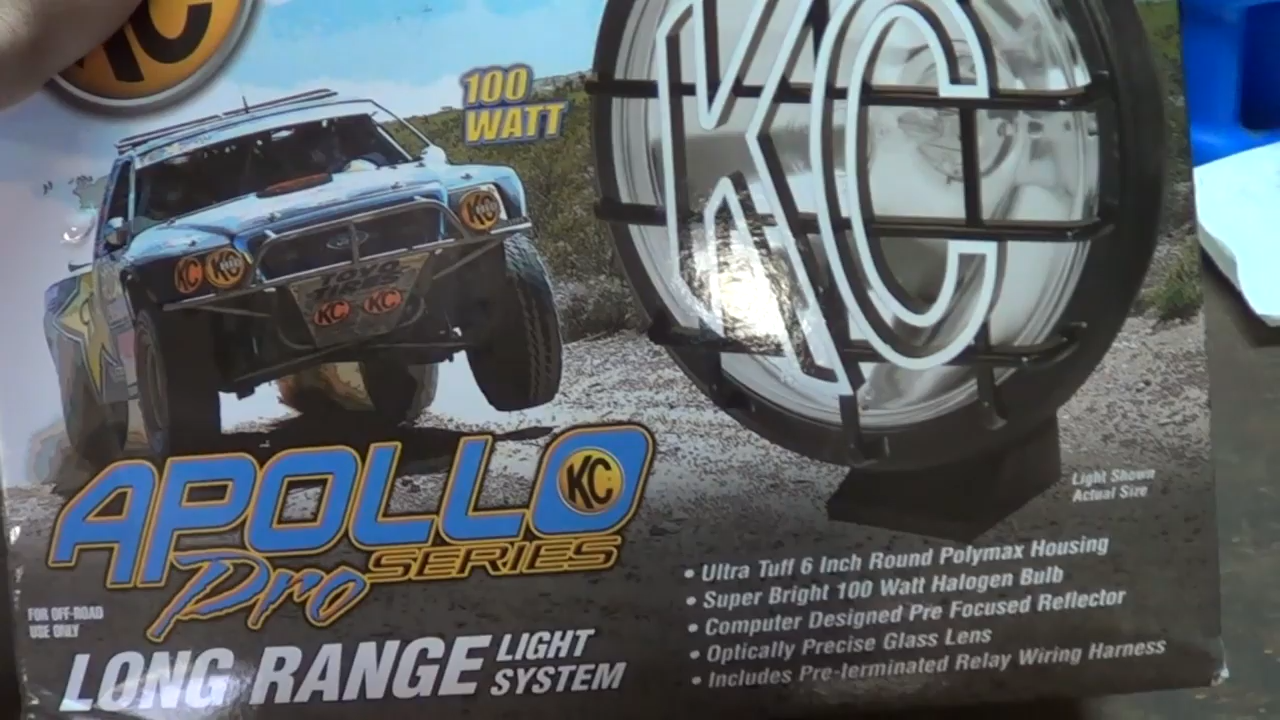 KC
100
WATT
KC
KC
KC
KC
TOYO
TIRES
KC
KC
APOLLO
KC
Pro SERIES
Light Shown
Actual Size
FOR OFF-ROAD
USE ONLY
LONG RANGE LIGHT
SYSTEM
• Ultra Tuff 6 Inch Round Polymax Housing
• Super Bright 100 Watt Halogen Bulb
• Computer Designed Pre Focused Reflector
• Optically Precise Glass Lens
• Includes Pre-terminated Relay Wiring Harness